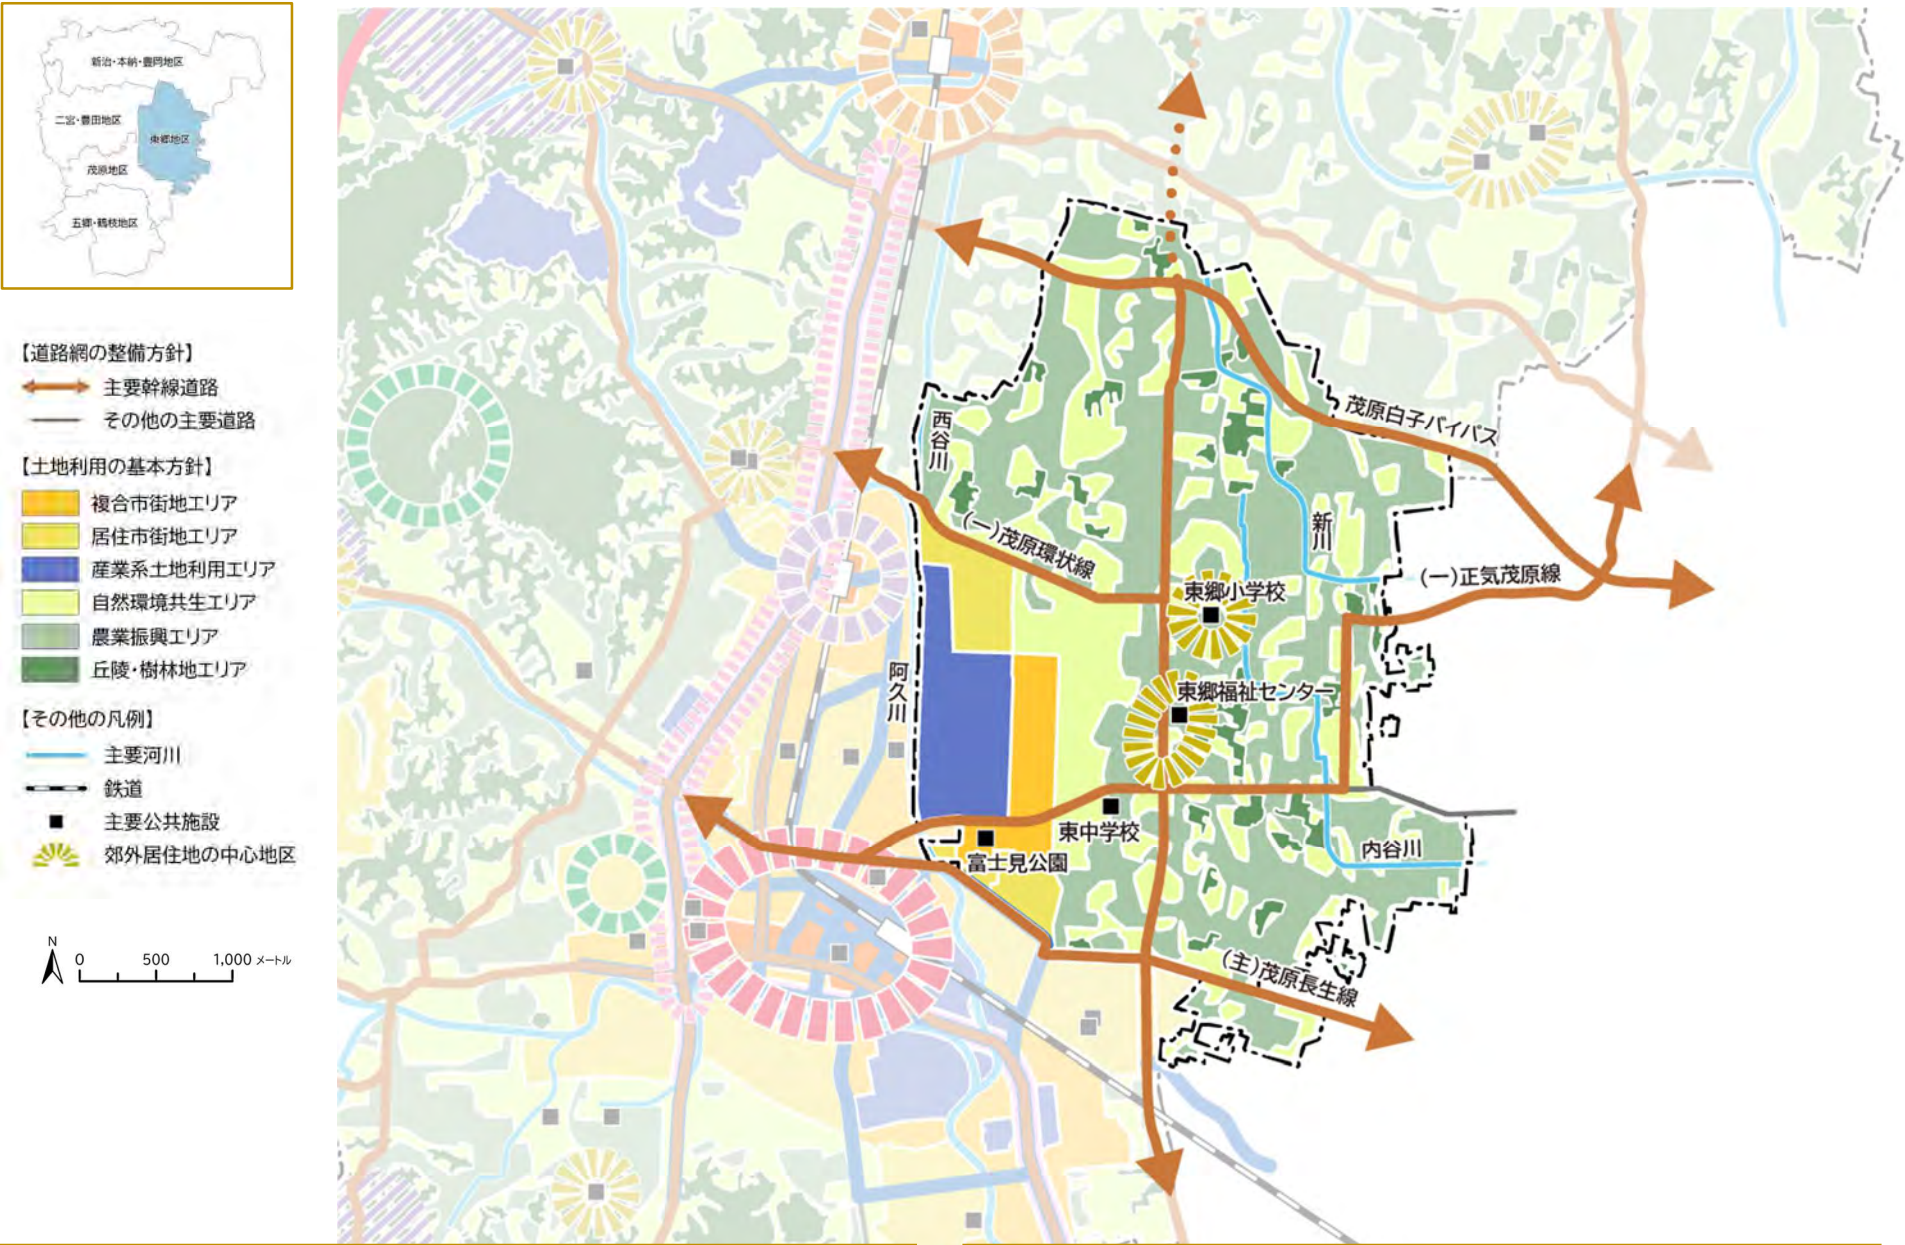 新治・本納・豊岡地区
二宮・豊田地区
東郷地区
茂原地区
五郷・鶴枝地区
【道路網の整備方針】
主要幹線道路
その他の主要道路
【土地利用の基本方針】
複合市街地エリア
居住市街地エリア
産業系土地利用エリア
自然環境共生エリア
農業振興エリア
丘陵・樹林地エリア
【その他の凡例】
主要河川
鉄道
主要公共施設
郊外居住地の中心地区
N
0 500 1,000 メートル
茂原白子バイパス
西谷川
(一)茂原環状線
新川
(一)正気茂原線
東郷小学校
阿久川
東郷福祉センター
東中学校
内谷川
富士見公園
(主)茂原長生線